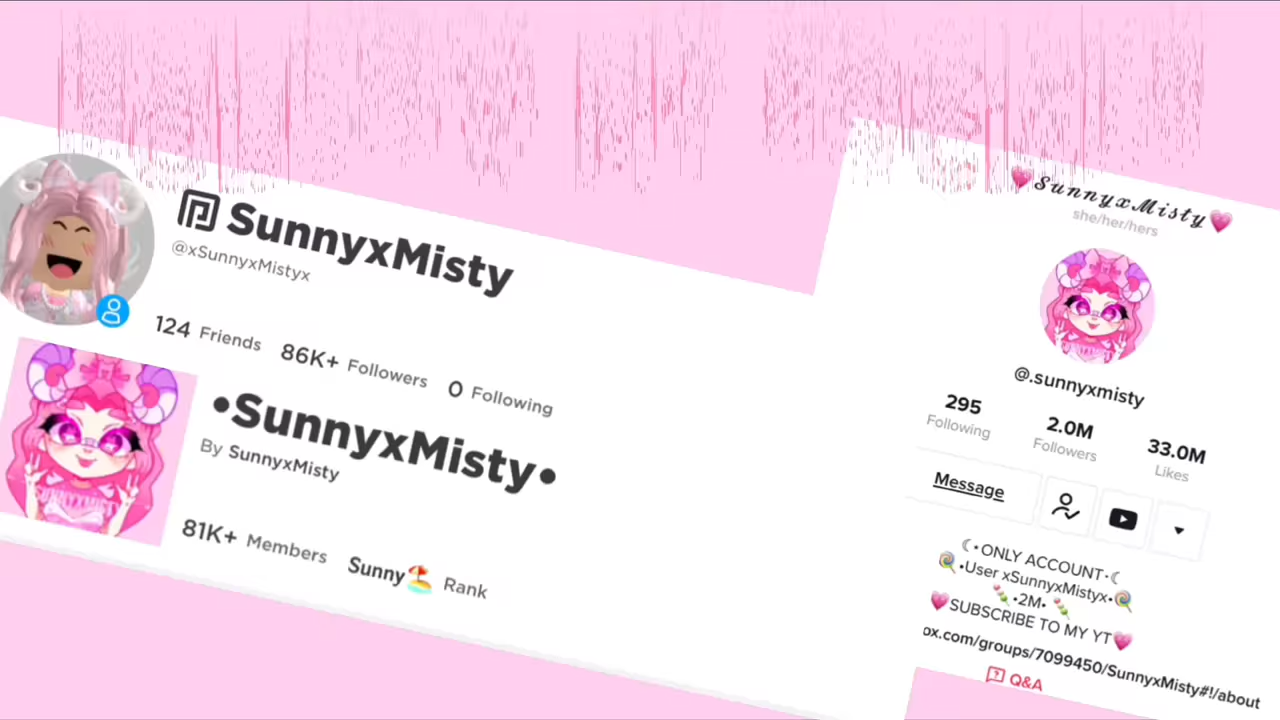 SunnyxMisty
@xSunnyxMistyx
124 Friends 86K+ Followers 0 Following
•SunnyxMisty•
By SunnyxMisty
81K+ Members Sunny🏖️ Rank
💗𝓢𝓾𝓷𝓷𝔂𝔁𝓜𝓲𝓼𝓽𝔂💗
she/her/hers
@.sunnyxmisty
295 2.0M 33.0M
Following Followers Likes
Message
☾•ONLY ACCOUNT•☾
🍭•User xSunnyxMistyx•🍭
🍡•2M•🍡
💗SUBSCRIBE TO MY YT💗
ox.com/groups/7099450/SunnyxMisty#!/about
Q&A